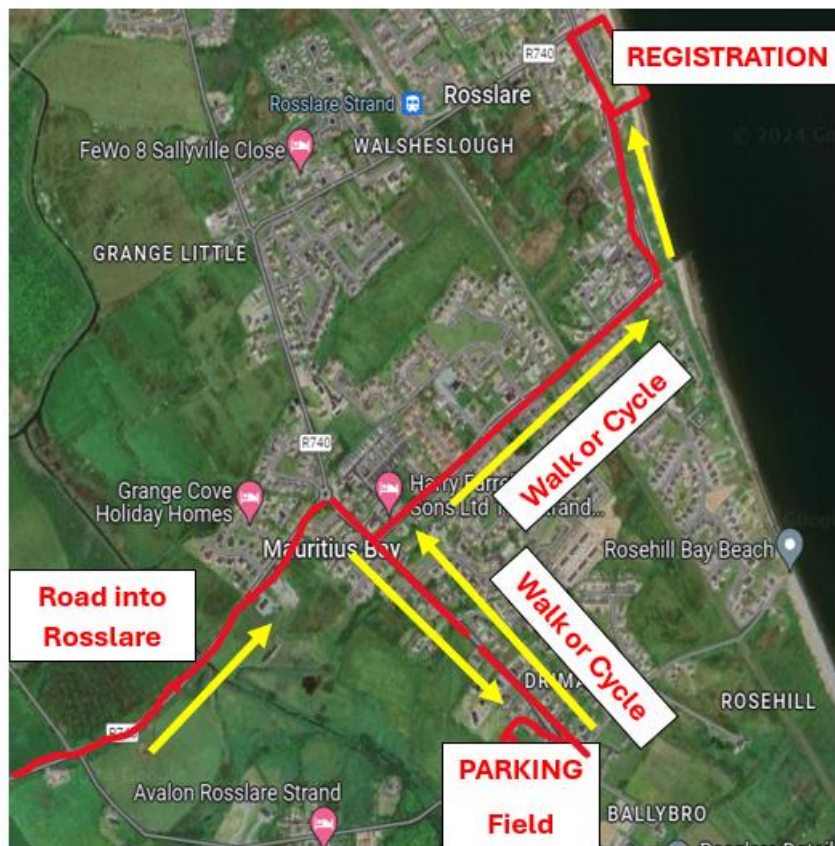 R740
REGISTRATION
Rosslare Strand
Rosslare
WALSHESLOUGH
FeWo 8 Sallyville Close
GRANGE LITTLE
Walk or Cycle
R740
Grange Cove
Holiday Homes
Harry
Sons Ltd
Mauritius Bay
Rosehill Bay Beach
Road into
Rosslare
Walk or Cycle
ROSEHILL
PARKING
Field
Avalon Rosslare Strand
BALLYBRO
© 2024